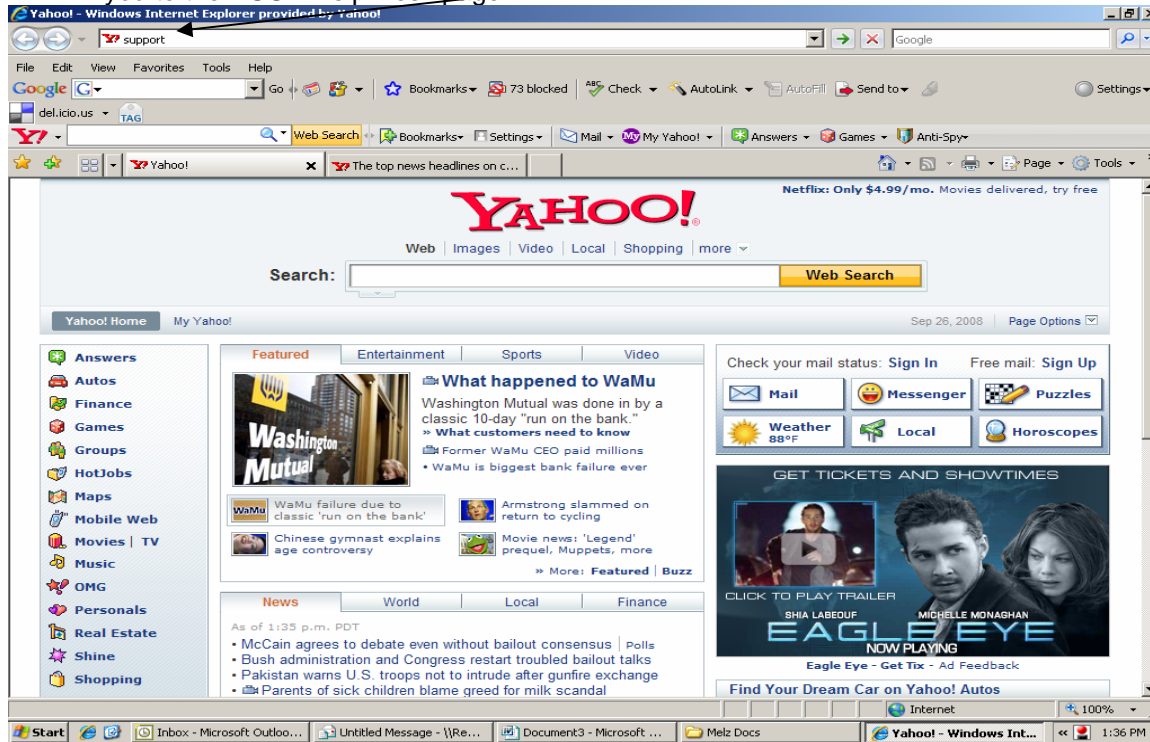 Yahoo! - Windows Internet Explorer provided by Yahoo!
support
Google
File Edit View Favorites Tools Help
Google G Go Bookmarks 73 blocked ABC Check AutoLink AutoFill Send to Settings
del.icio.us TAG
Y! Web Search Bookmarks Settings Mail My Yahoo! Answers Games Anti-Spy
Yahoo! The top news headlines on c... Page Tools
Netflix: Only $4.99/mo. Movies delivered, try free
YAHOO!
Web | Images | Video | Local | Shopping | more
Search: Web Search
Yahoo! Home My Yahoo! Sep 26, 2008 Page Options
Answers
Autos
Finance
Games
Groups
HotJobs
Maps
Mobile Web
Movies | TV
Music
OMG
Personals
Real Estate
Shine
Shopping
Featured Entertainment Sports Video
Washington Mutual
What happened to WaMu
Washington Mutual was done in by a
classic 10-day "run on the bank."
» What customers need to know
Former WaMu CEO paid millions
• WaMu is biggest bank failure ever
WaMu
WaMu failure due to
classic 'run on the bank'
Armstrong slammed on
return to cycling
Chinese gymnast explains
age controversy
Movie news: 'Legend'
prequel, Muppets, more
» More: Featured | Buzz
News World Local Finance
As of 1:35 p.m. PDT
• McCain agrees to debate even without bailout consensus | Polls
• Bush administration and Congress restart troubled bailout talks
• Pakistan warns U.S. troops not to intrude after gunfire exchange
• Parents of sick children blame greed for milk scandal
Check your mail status: Sign In Free mail: Sign Up
Mail Messenger Puzzles
Weather 88°F Local Horoscopes
GET TICKETS AND SHOWTIMES
CLICK TO PLAY TRAILER
SHIA LABEOUF MICHELLE MONAGHAN
EAGLE EYE
NOW PLAYING
Eagle Eye - Get Tix - Ad Feedback
Find Your Dream Car on Yahoo! Autos
Internet 100%
Start Inbox - Microsoft Outloo... Untitled Message - \\Re... Document3 - Microsoft ... Melz Docs Yahoo! - Windows Int... « 1:36 PM